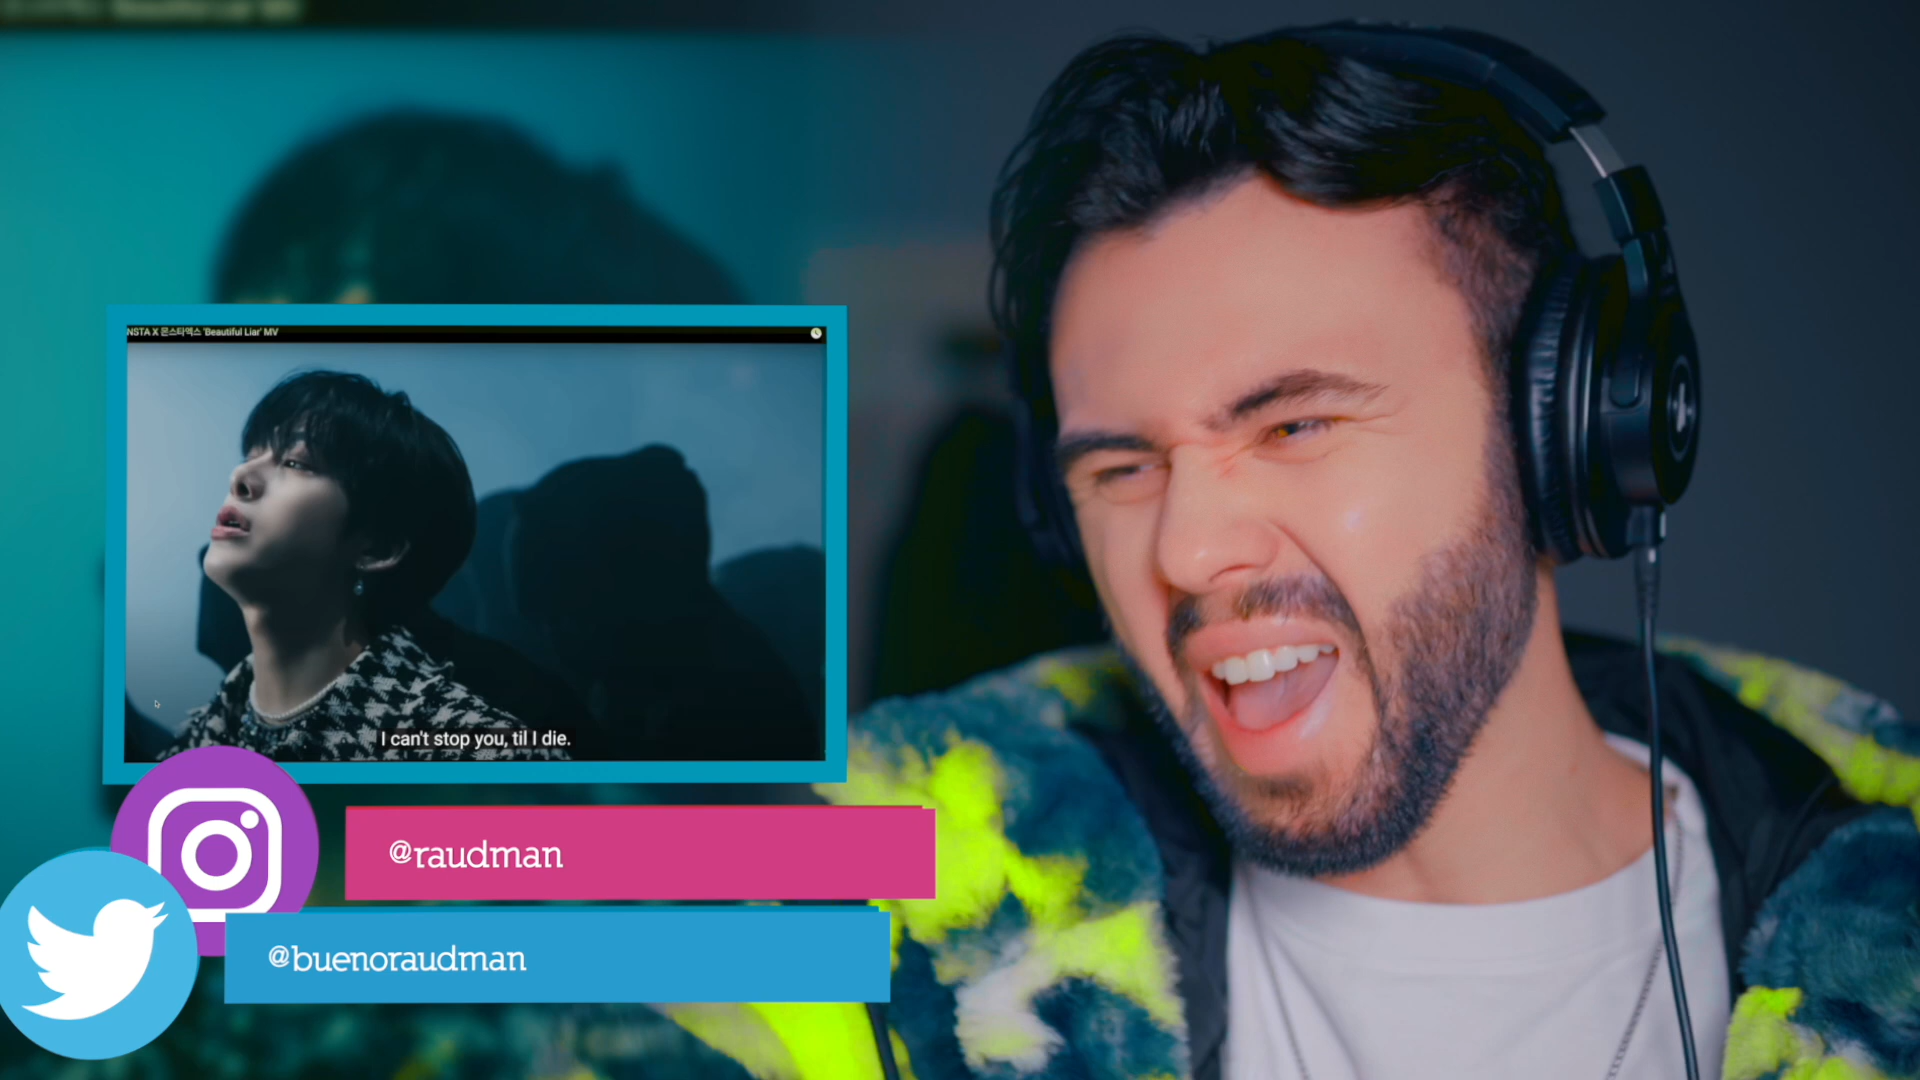 NSTA X 몬스타엑스 'Beautiful Liar' MV
I can't stop you, til I die.
@raudman
@buenoraudman